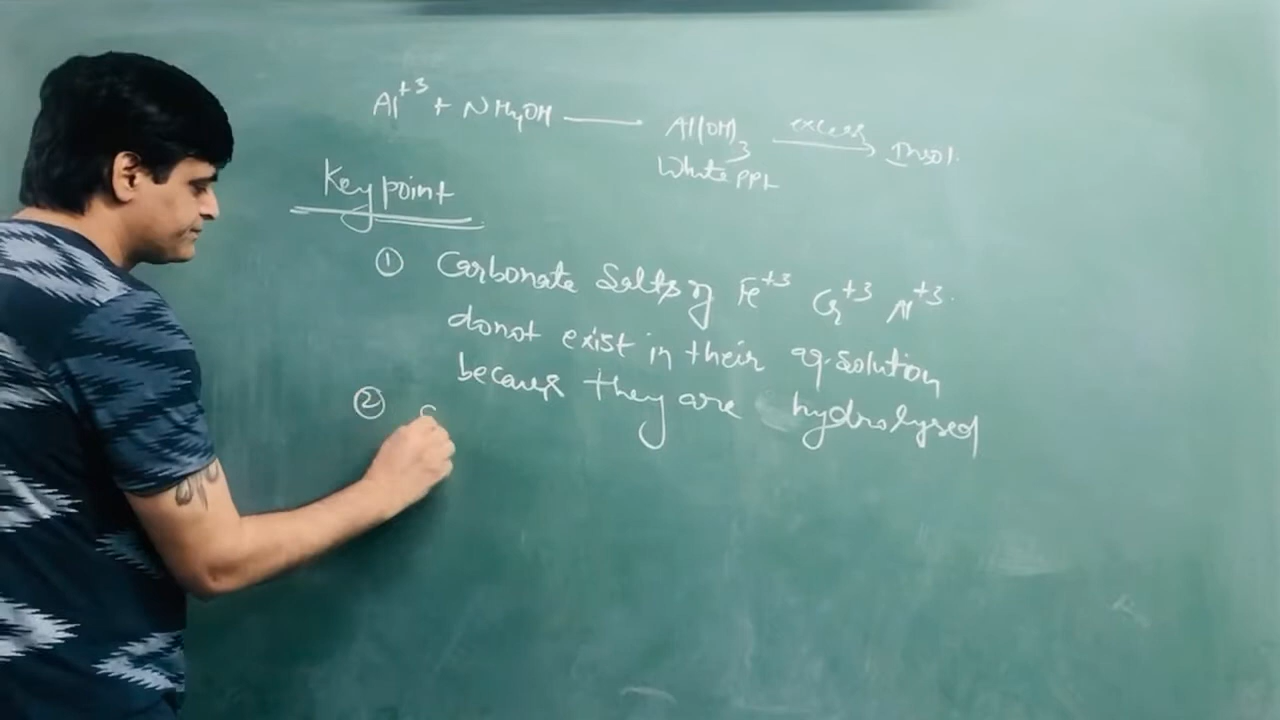 Al+3 + NH4OH —— Al(OH)3 excess→ Insol.
White ppt
Key point
① Carbonate Salts of Fe+3 Cr+3 Al+3
donot exist in their aq. solution
because they are hydrolysed
②